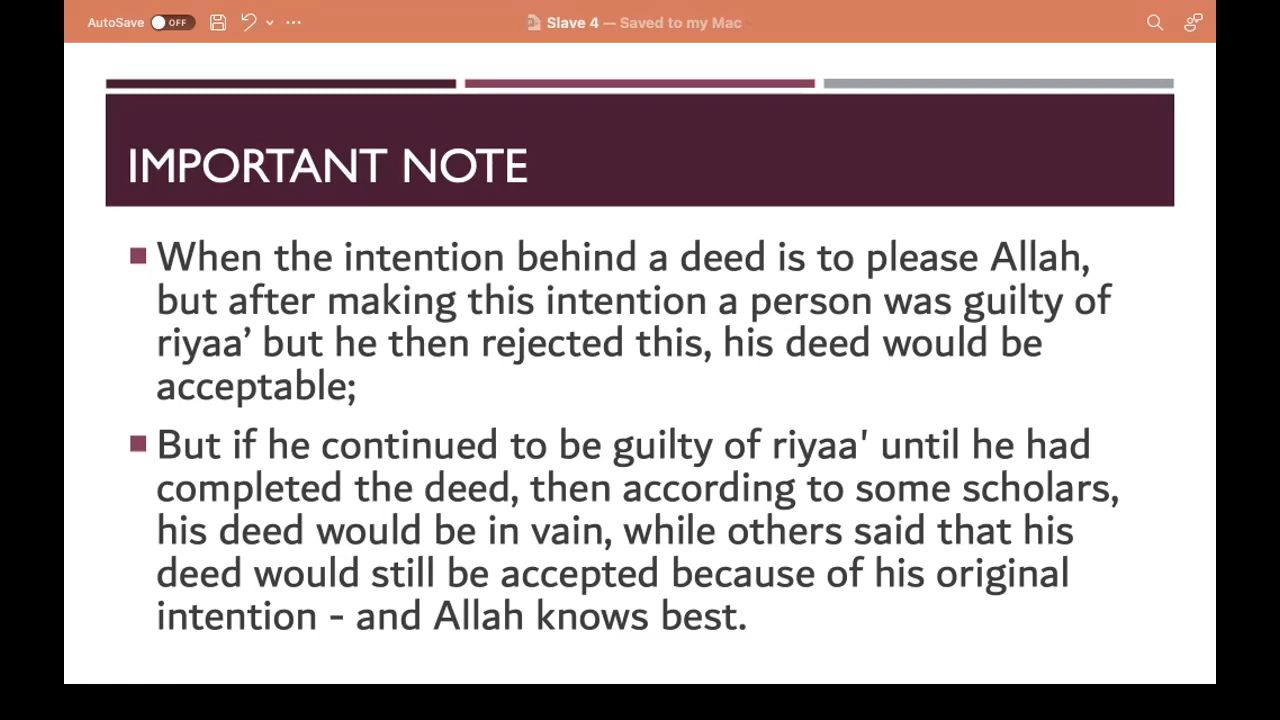 AutoSave OFF
Slave 4 — Saved to my Mac
IMPORTANT NOTE
When the intention behind a deed is to please Allah,
but after making this intention a person was guilty of
riyaa’ but he then rejected this, his deed would be
acceptable;
But if he continued to be guilty of riyaa' until he had
completed the deed, then according to some scholars,
his deed would be in vain, while others said that his
deed would still be accepted because of his original
intention - and Allah knows best.